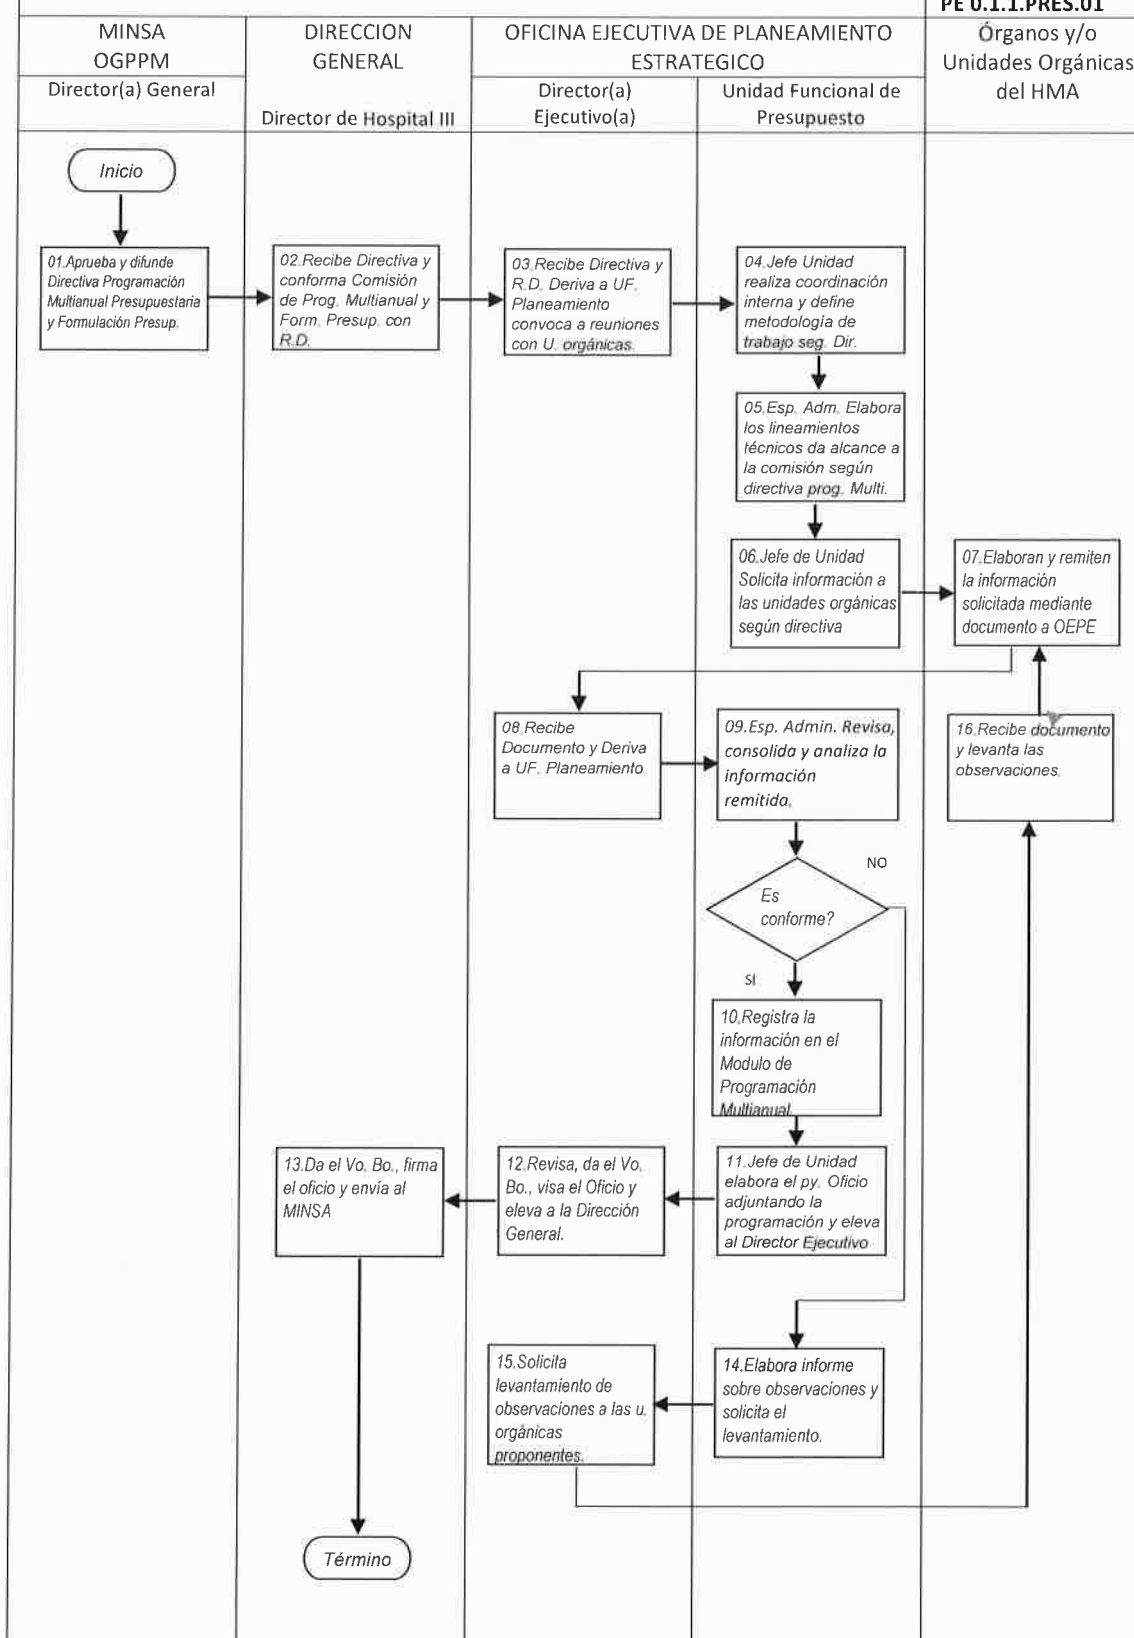 PE 0.1.1.PRES.01
MINSA
OGPPM
Director(a) General
DIRECCION
GENERAL
Director de Hospital III
OFICINA EJECUTIVA DE PLANEAMIENTO
ESTRATEGICO
Director(a)
Ejecutivo(a)
Unidad Funcional de
Presupuesto
Órganos y/o
Unidades Orgánicas
del HMA
Inicio
01.Aprueba y difunde
Directiva Programación
Multianual Presupuestaria
y Formulación Presup.
02.Recibe Directiva y
conforma Comisión
de Prog. Multianual y
Form. Presup. con
R.D.
03.Recibe Directiva y
R.D. Deriva a UF.
Planeamiento
convoca a reuniones
con U. orgánicas.
04.Jefe Unidad
realiza coordinación
interna y define
metodología de
trabajo seg. Dir.
05.Esp. Adm. Elabora
los lineamientos
técnicos da alcance a
la comisión según
directiva prog. Multi.
06.Jefe de Unidad
Solicita información a
las unidades orgánicas
según directiva
07.Elaboran y remiten
la información
solicitada mediante
documento a OEPE
08.Recibe
Documento y Deriva
a UF. Planeamiento.
09.Esp. Admin. Revisa,
consolida y analiza la
información
remitida.
16.Recibe documento
y levanta las
observaciones.
NO
Es
conforme?
SI
10.Registra la
información en el
Modulo de
Programación
Multianual.
13.Da el Vo. Bo., firma
el oficio y envía al
MINSA
12.Revisa, da el Vo.
Bo., visa el Oficio y
eleva a la Dirección
General.
11.Jefe de Unidad
elabora el py. Oficio
adjuntando la
programación y eleva
al Director Ejecutivo
15.Solicita
levantamiento de
observaciones a las u.
orgánicas
proponentes.
14.Elabora informe
sobre observaciones y
solicita el
levantamiento.
Término